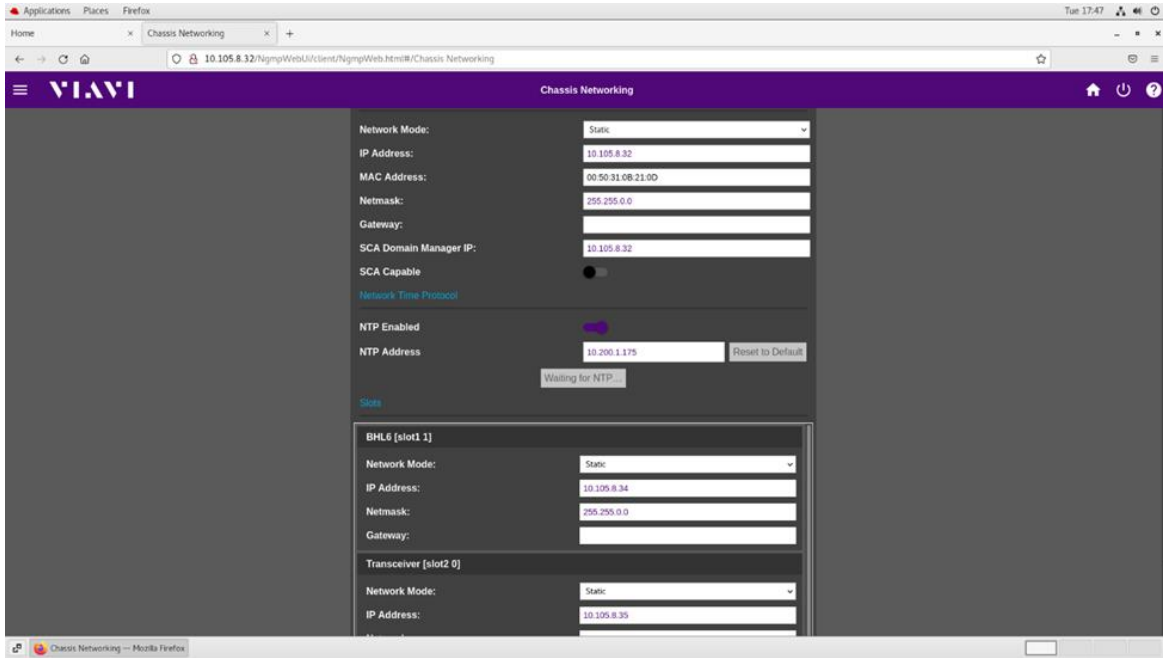 Applications Places Firefox Tue 17:47
Home × Chassis Networking × +
10.105.8.32/NgmpWebUi/client/NgmpWeb.html#/Chassis Networking
VIAVI Chassis Networking ?
Network Mode: Static
IP Address: 10.105.8.32
MAC Address: 00:50:31:0B:21:0D
Netmask: 255.255.0.0
Gateway:
SCA Domain Manager IP: 10.105.8.32
SCA Capable
Network Time Protocol
NTP Enabled
NTP Address 10.200.1.175 Reset to Default
Waiting for NTP...
Slots
BHL6 [slot1 1]
Network Mode: Static
IP Address: 10.105.8.34
Netmask: 255.255.0.0
Gateway:
Transceiver [slot2 0]
Network Mode: Static
IP Address: 10.105.8.35
Chassis Networking — Mozilla Firefox